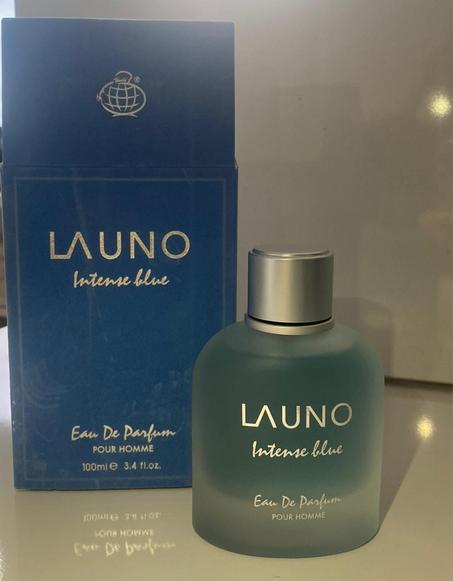 LAUNO
Intense blue
Eau De Parfum
POUR HOMME
100ml e 3.4 fl.oz.
LAUNO
Intense blue
Eau De Parfum
POUR HOMME